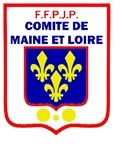 F.F.P.J.P.
COMITE DE
MAINE ET LOIRE